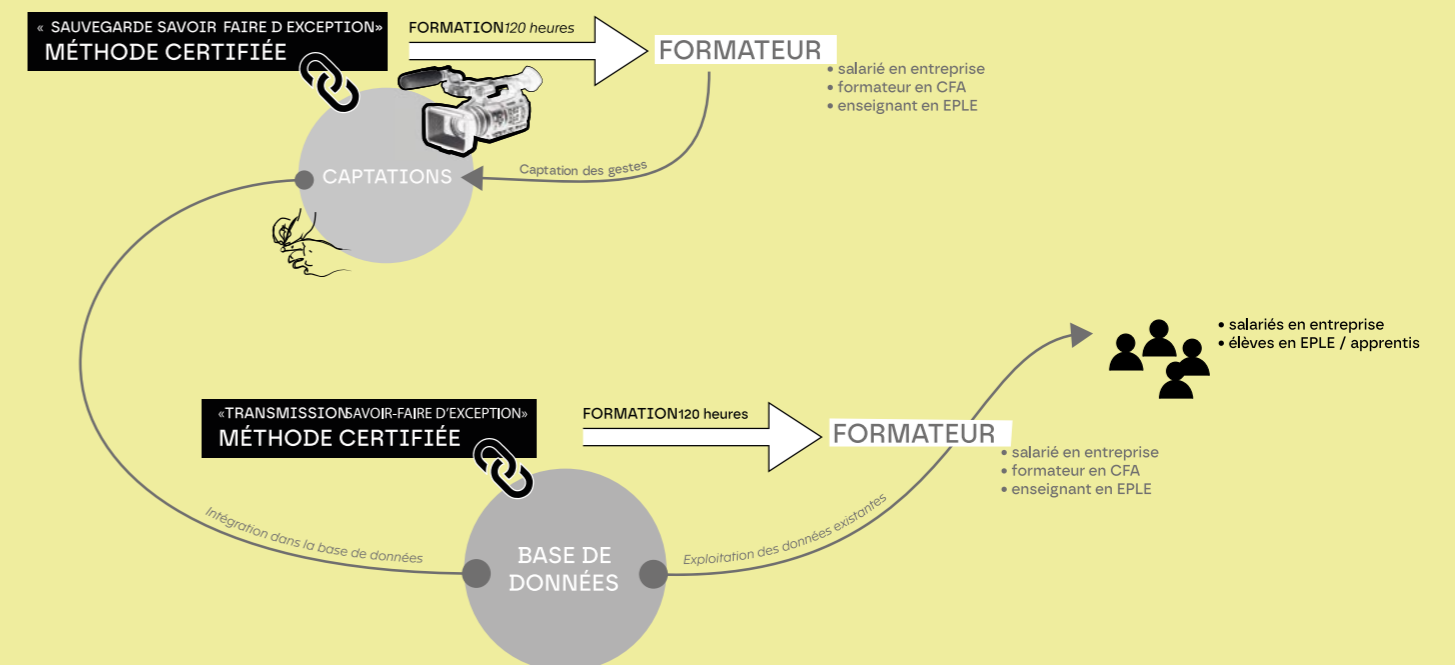 « SAUVEGARDE SAVOIR FAIRE D EXCEPTION»
MÉTHODE CERTIFIÉE
FORMATION120 heures
FORMATEUR
• salarié en entreprise
• formateur en CFA
• enseignant en EPLE
Captation des gestes
CAPTATIONS
• salariés en entreprise
• élèves en EPLE / apprentis
«TRANSMISSIONSAVOIR-FAIRE D'EXCEPTION»
MÉTHODE CERTIFIÉE
FORMATION120 heures
FORMATEUR
• salarié en entreprise
• formateur en CFA
• enseignant en EPLE
Intégration dans la base de données
BASE DE
DONNÉES
Exploitation des données existantes